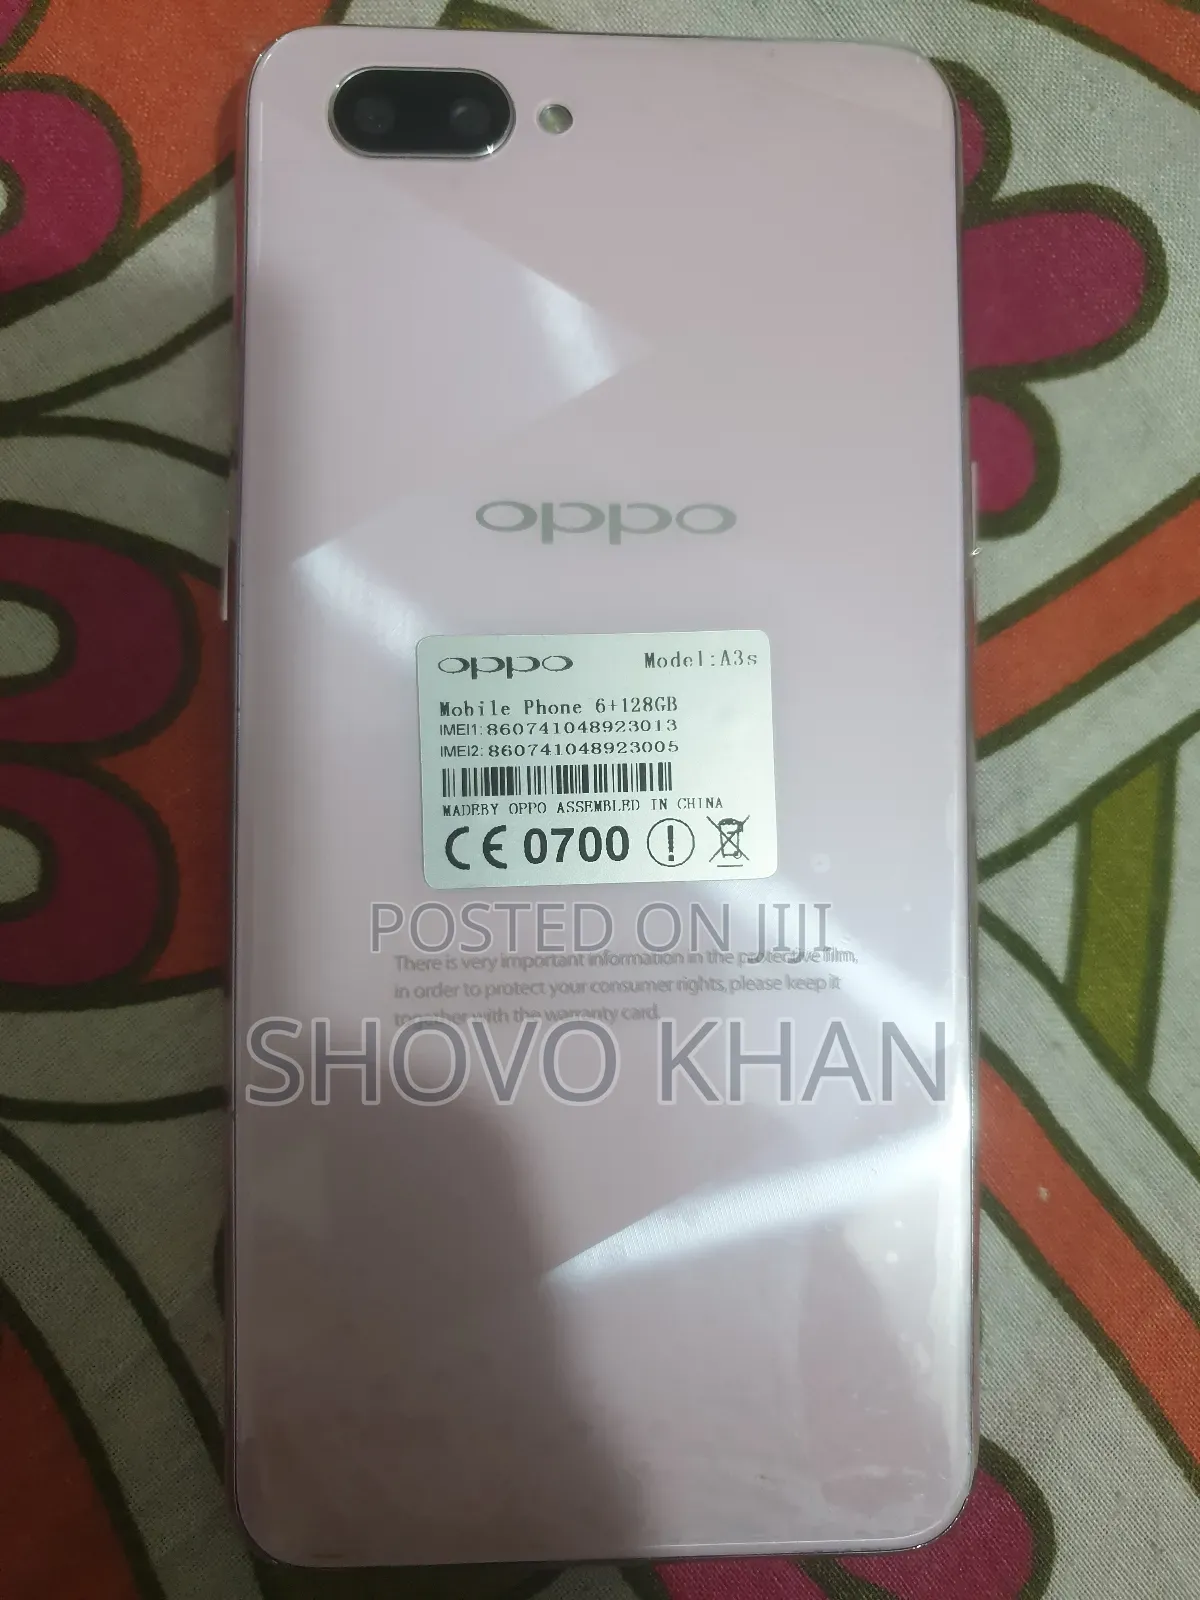 oppo
oppo Model:A3s
Mobile Phone 6+128GB
IMEI1:860741048923013
IMEI2:860741048923005
MADEBY OPPO ASSEMBLED IN CHINA
CE 0700
POSTED ON JIJI
There is very important information in the protective film,
in order to protect your consumer rights, please keep it
together with the warranty card.
SHOVO KHAN